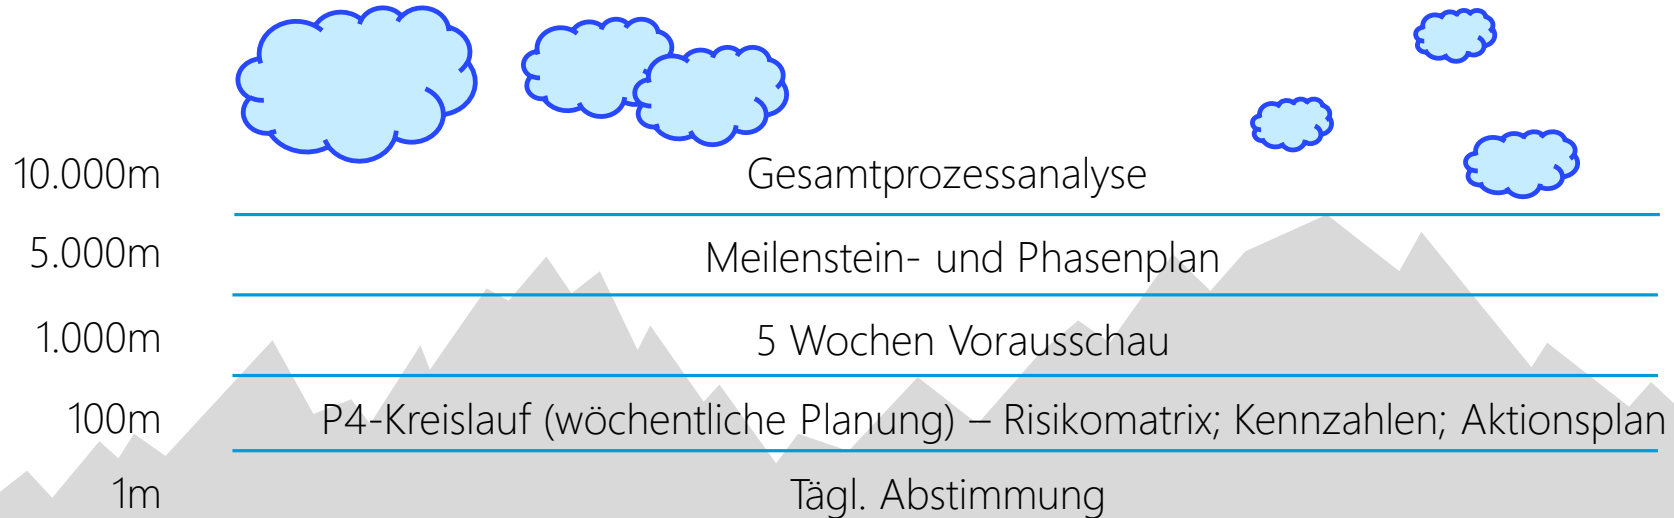 10.000m Gesamtprozessanalyse
5.000m Meilenstein- und Phasenplan
1.000m 5 Wochen Vorausschau
100m P4-Kreislauf (wöchentliche Planung) – Risikomatrix; Kennzahlen; Aktionsplan
1m Tägl. Abstimmung